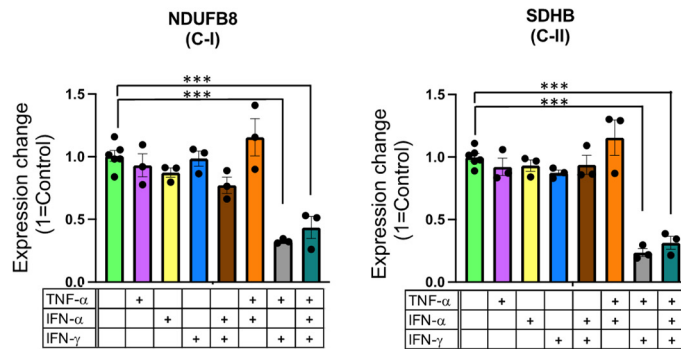 NDUFB8
(C-I)
***
***
Expression change
(1=Control)
1.5
1.0
0.5
0.0
TNF-α + + + +
IFN-α + + + +
IFN-γ + + + +
SDHB
(C-II)
***
***
Expression change
(1=Control)
1.5
1.0
0.5
0.0
TNF-α + + + +
IFN-α + + + +
IFN-γ + + + +